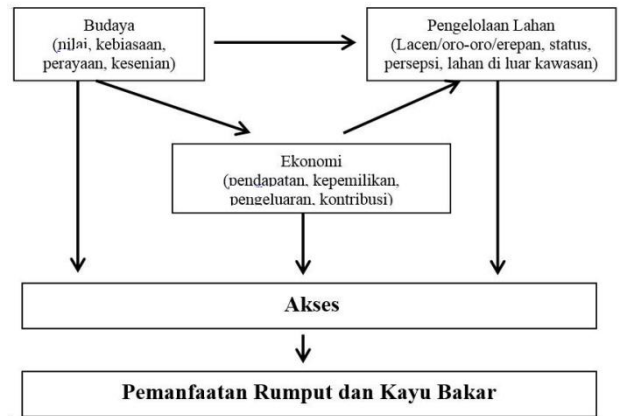 Budaya
(nilai, kebiasaan,
perayaan, kesenian)
Pengelolaan Lahan
(Lacen/oro-oro/erepan, status,
persepsi, lahan di luar kawasan)
Ekonomi
(pendapatan, kepemilikan,
pengeluaran, kontribusi)
Akses
Pemanfaatan Rumput dan Kayu Bakar